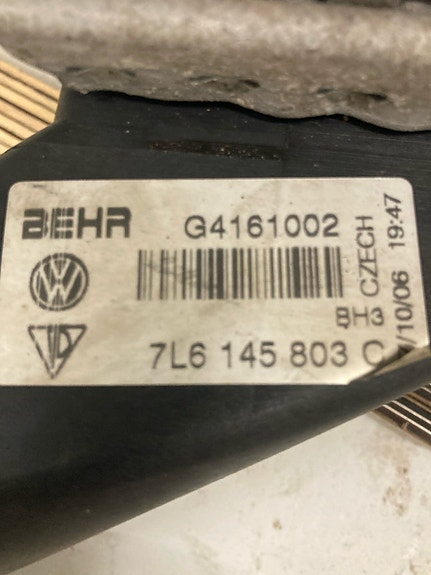 BEHR G4161002
BH3
7L6 145 803 C
CZECH
/10/06 19:47